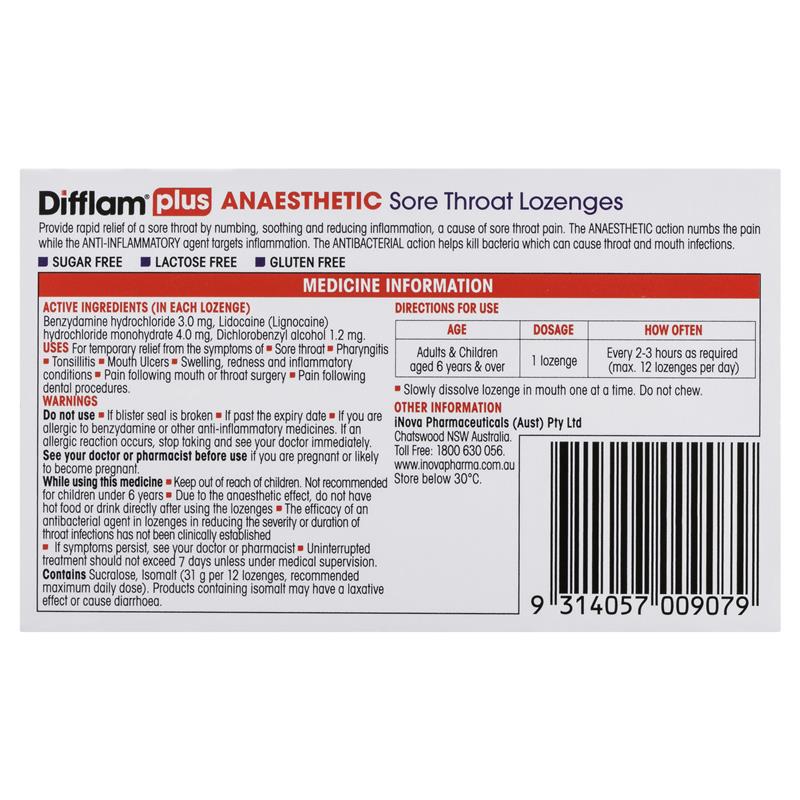 Difflam® plus ANAESTHETIC Sore Throat Lozenges
Provide rapid relief of a sore throat by numbing, soothing and reducing inflammation, a cause of sore throat pain. The ANAESTHETIC action numbs the pain
while the ANTI-INFLAMMATORY agent targets inflammation. The ANTIBACTERIAL action helps kill bacteria which can cause throat and mouth infections.
■ SUGAR FREE ■ LACTOSE FREE ■ GLUTEN FREE
MEDICINE INFORMATION
ACTIVE INGREDIENTS (IN EACH LOZENGE)
Benzydamine hydrochloride 3.0 mg, Lidocaine (Lignocaine)
hydrochloride monohydrate 4.0 mg, Dichlorobenzyl alcohol 1.2 mg.
USES For temporary relief from the symptoms of ■ Sore throat ■ Pharyngitis
■ Tonsillitis ■ Mouth Ulcers ■ Swelling, redness and inflammatory
conditions ■ Pain following mouth or throat surgery ■ Pain following
dental procedures.
WARNINGS
Do not use ■ If blister seal is broken ■ If past the expiry date ■ If you are
allergic to benzydamine or other anti-inflammatory medicines. If an
allergic reaction occurs, stop taking and see your doctor immediately.
See your doctor or pharmacist before use if you are pregnant or likely
to become pregnant.
While using this medicine ■ Keep out of reach of children. Not recommended
for children under 6 years ■ Due to the anaesthetic effect, do not have
hot food or drink directly after using the lozenges ■ The efficacy of an
antibacterial agent in lozenges in reducing the severity or duration of
throat infections has not been clinically established
■ If symptoms persist, see your doctor or pharmacist ■ Uninterrupted
treatment should not exceed 7 days unless under medical supervision.
Contains Sucralose, Isomalt (31 g per 12 lozenges, recommended
maximum daily dose). Products containing isomalt may have a laxative
effect or cause diarrhoea.
DIRECTIONS FOR USE
AGE DOSAGE HOW OFTEN
Adults & Children
aged 6 years & over
1 lozenge
Every 2-3 hours as required
(max. 12 lozenges per day)
■ Slowly dissolve lozenge in mouth one at a time. Do not chew.
OTHER INFORMATION
iNova Pharmaceuticals (Aust) Pty Ltd
Chatswood NSW Australia.
Toll Free: 1800 630 056.
www.inovapharma.com.au
Store below 30°C.
9 314057 009079